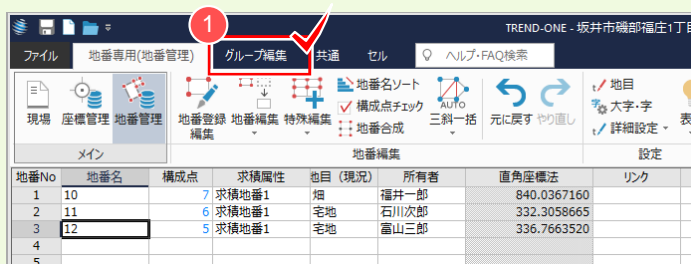 1
TREND-ONE - 坂井市磯部福庄1丁目
ファイル 地番専用(地番管理) グループ編集 共通 セル ヘルプ・FAQ検索
現場 座標管理 地番管理 地番登録編集 地番編集 特殊編集 地番ソート 構成点チェック 地番合成 AUTO 三斜一括 元に戻す やり直し 地目 大字・字 詳細設定
メイン 地番編集 設定
地番No 地番名 構成点 求積属性 地目（現況） 所有者 直角座標法 リンク
1 10 7 求積地番1 畑 福井一郎 840.0367160
2 11 6 求積地番1 宅地 石川次郎 332.3058665
3 12 5 求積地番1 宅地 富山三郎 336.7663520
4
5